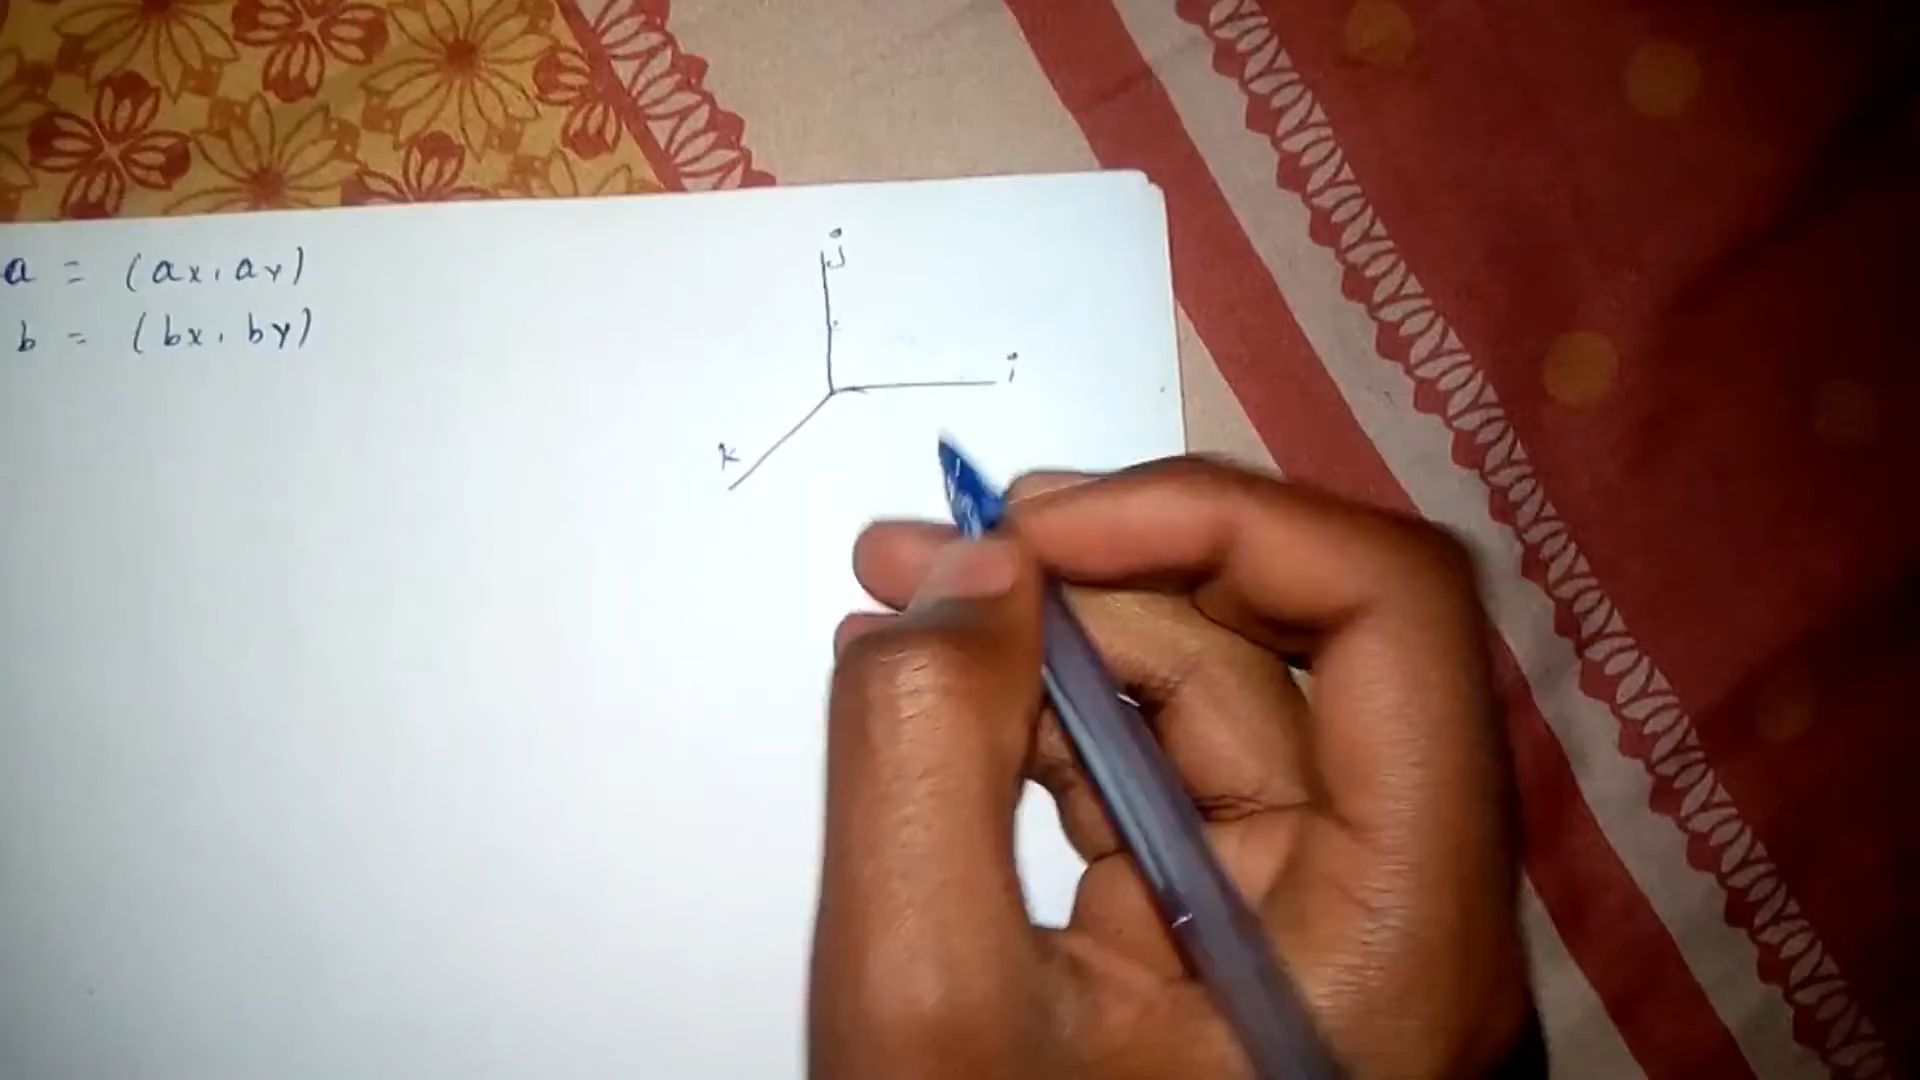 a = (ax, ay)
b = (bx, by)
j
i
k